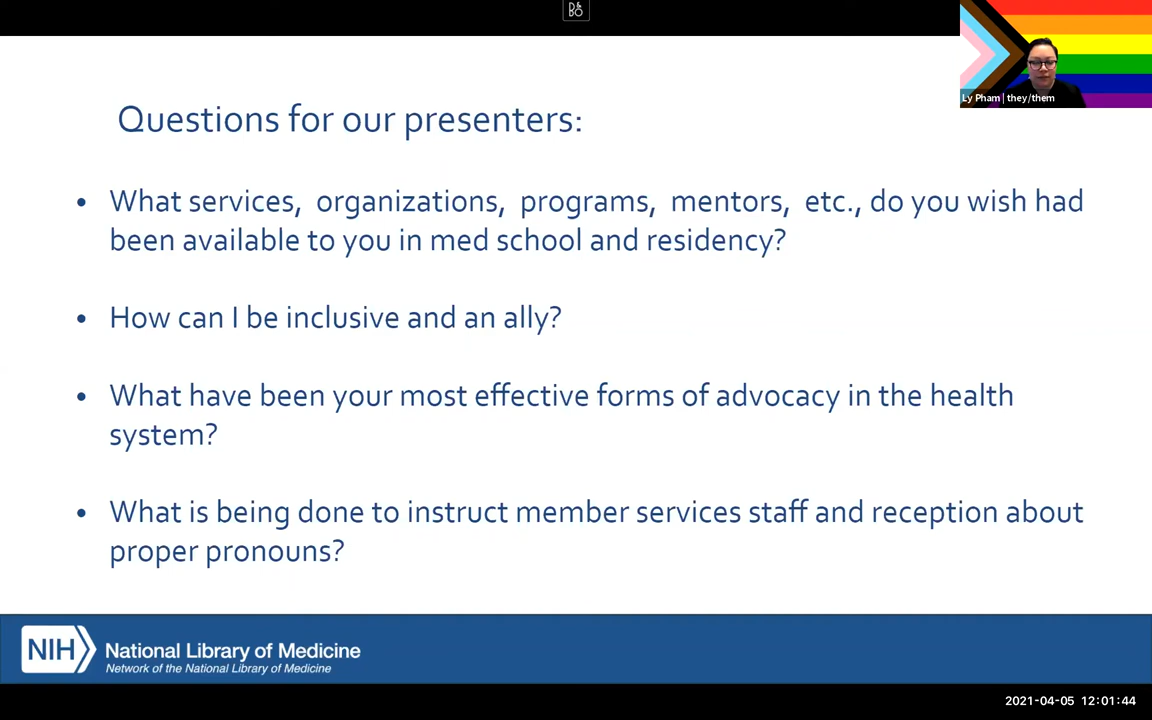 Ly Pham | they/them
Questions for our presenters:
• What services, organizations, programs, mentors, etc., do you wish had
been available to you in med school and residency?
• How can I be inclusive and an ally?
• What have been your most effective forms of advocacy in the health
system?
• What is being done to instruct member services staff and reception about
proper pronouns?
NIH National Library of Medicine
Network of the National Library of Medicine
2021-04-05 12:01:44